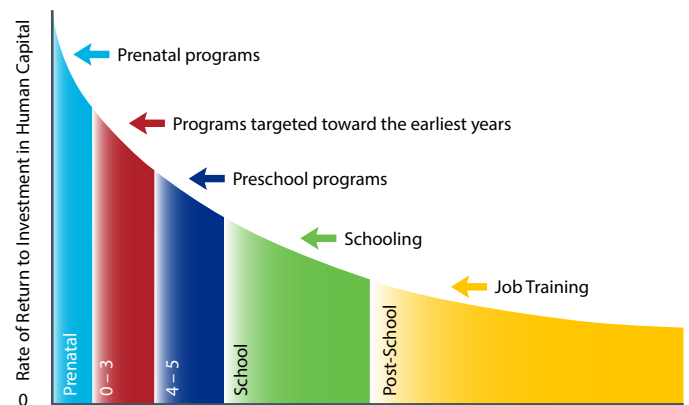 Rate of Return to Investment in Human Capital
0
Prenatal programs
Programs targeted toward the earliest years
Preschool programs
Schooling
Job Training
Prenatal
0 – 3
4 – 5
School
Post-School